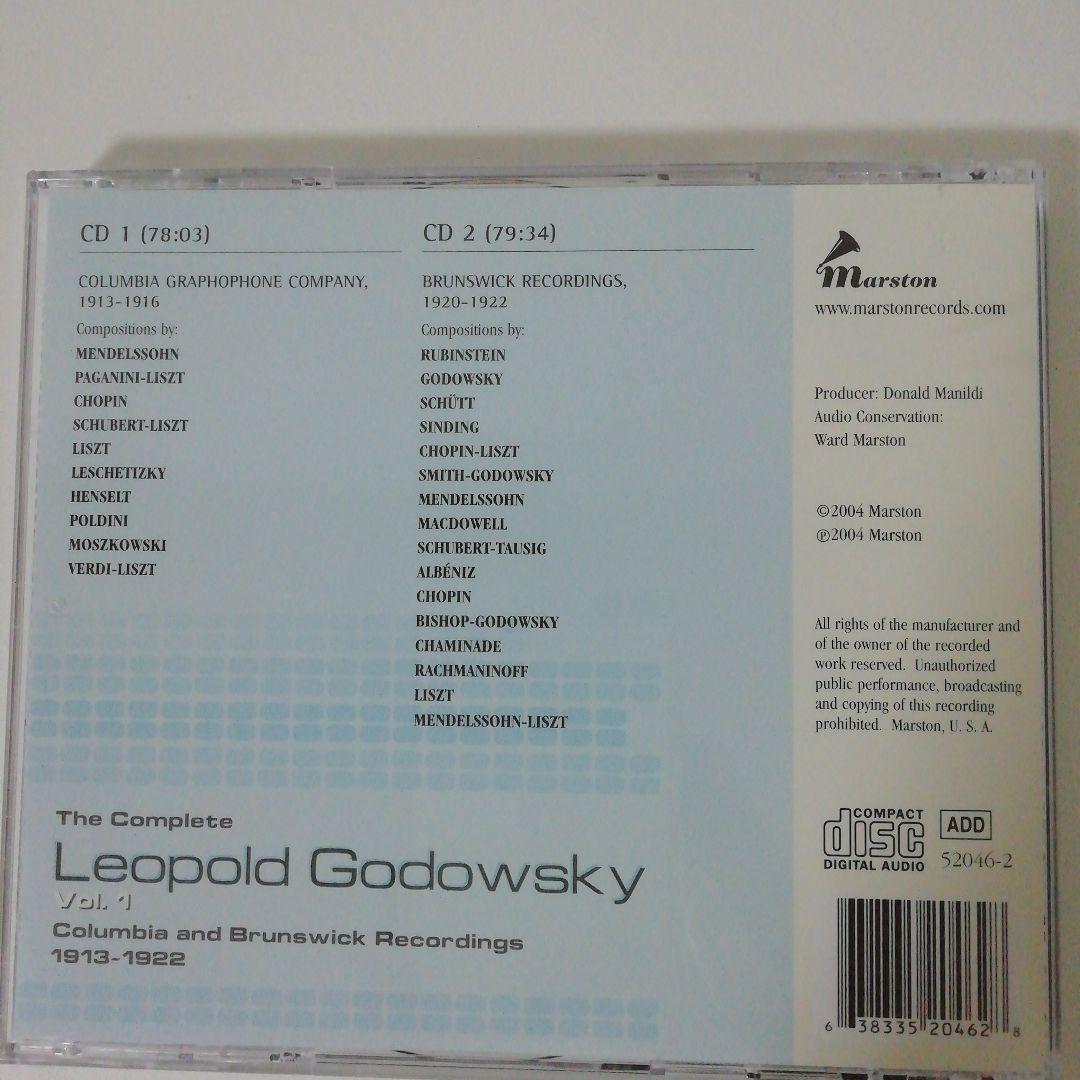 CD 1 (78:03)
COLUMBIA GRAPHOPHONE COMPANY,
1913-1916
Compositions by:
MENDELSSOHN
PAGANINI-LISZT
CHOPIN
SCHUBERT-LISZT
LISZT
LESCHETIZKY
HENSELT
POLDINI
MOSZKOWSKI
VERDI-LISZT
CD 2 (79:34)
BRUNSWICK RECORDINGS,
1920-1922
Compositions by:
RUBINSTEIN
GODOWSKY
SCHÜTT
SINDING
CHOPIN-LISZT
SMITH-GODOWSKY
MENDELSSOHN
MACDOWELL
SCHUBERT-TAUSIG
ALBÉNIZ
CHOPIN
BISHOP-GODOWSKY
CHAMINADE
RACHMANINOFF
LISZT
MENDELSSOHN-LISZT
The Complete
Leopold Godowsky
Vol. 1
Columbia and Brunswick Recordings
1913-1922
Marston
www.marstonrecords.com
Producer: Donald Manildi
Audio Conservation:
Ward Marston
©2004 Marston
℗2004 Marston
All rights of the manufacturer and
of the owner of the recorded
work reserved. Unauthorized
public performance, broadcasting
and copying of this recording
prohibited. Marston, U. S. A.
COMPACT
disc
DIGITAL AUDIO
ADD
52046-2
6 38335 20462 8